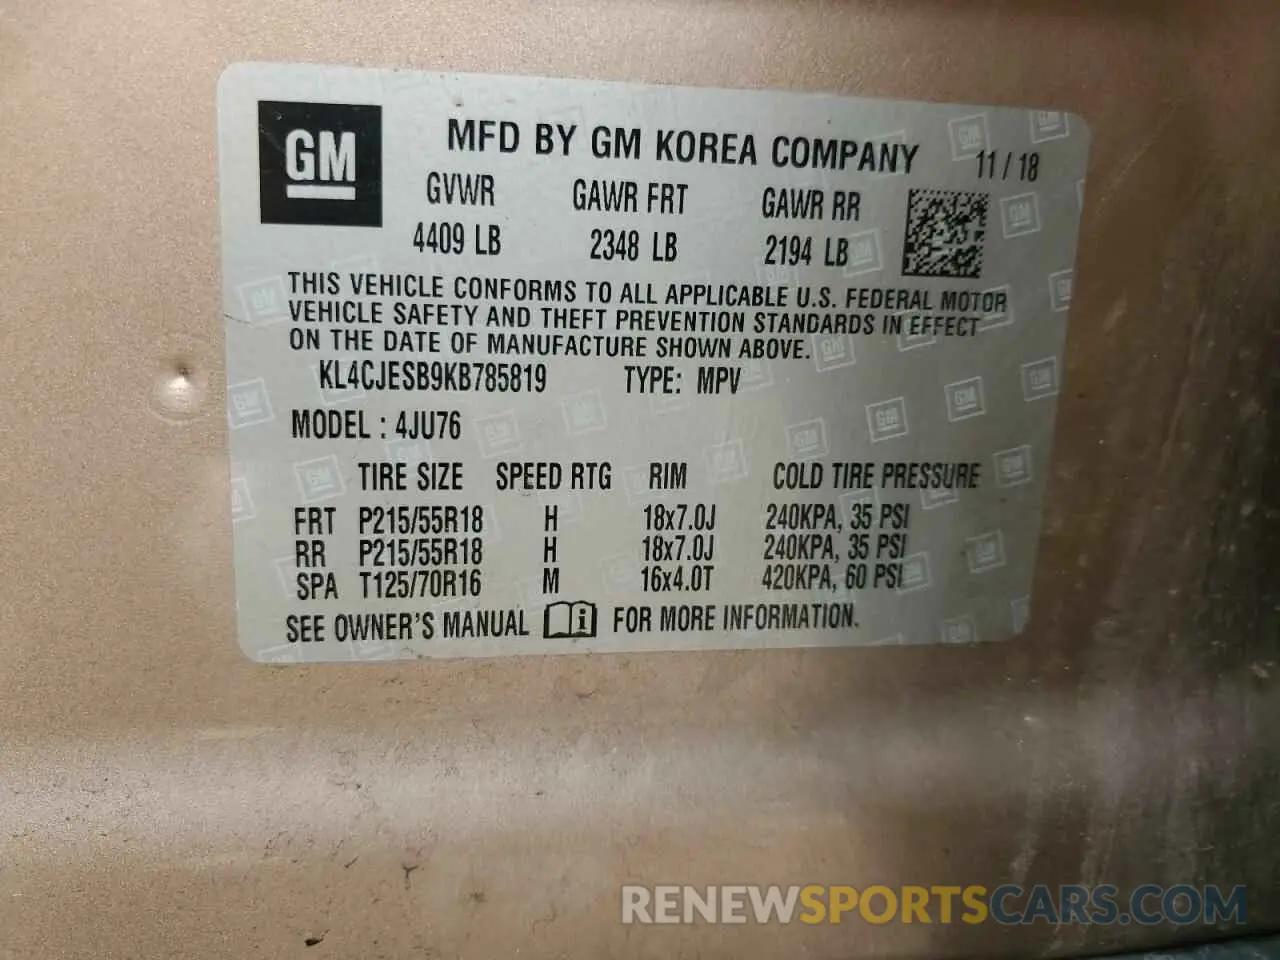 GM
MFD BY GM KOREA COMPANY 11 / 18
GVWR GAWR FRT GAWR RR
4409 LB 2348 LB 2194 LB
THIS VEHICLE CONFORMS TO ALL APPLICABLE U.S. FEDERAL MOTOR
VEHICLE SAFETY AND THEFT PREVENTION STANDARDS IN EFFECT
ON THE DATE OF MANUFACTURE SHOWN ABOVE.
KL4CJESB9KB785819 TYPE: MPV
MODEL : 4JU76
TIRE SIZE SPEED RTG RIM COLD TIRE PRESSURE
FRT P215/55R18 H 18x7.0J 240KPA, 35 PSI
RR P215/55R18 H 18x7.0J 240KPA, 35 PSI
SPA T125/70R16 M 16x4.0T 420KPA, 60 PSI
SEE OWNER'S MANUAL i FOR MORE INFORMATION.
RENEWSPORTSCARS.COM